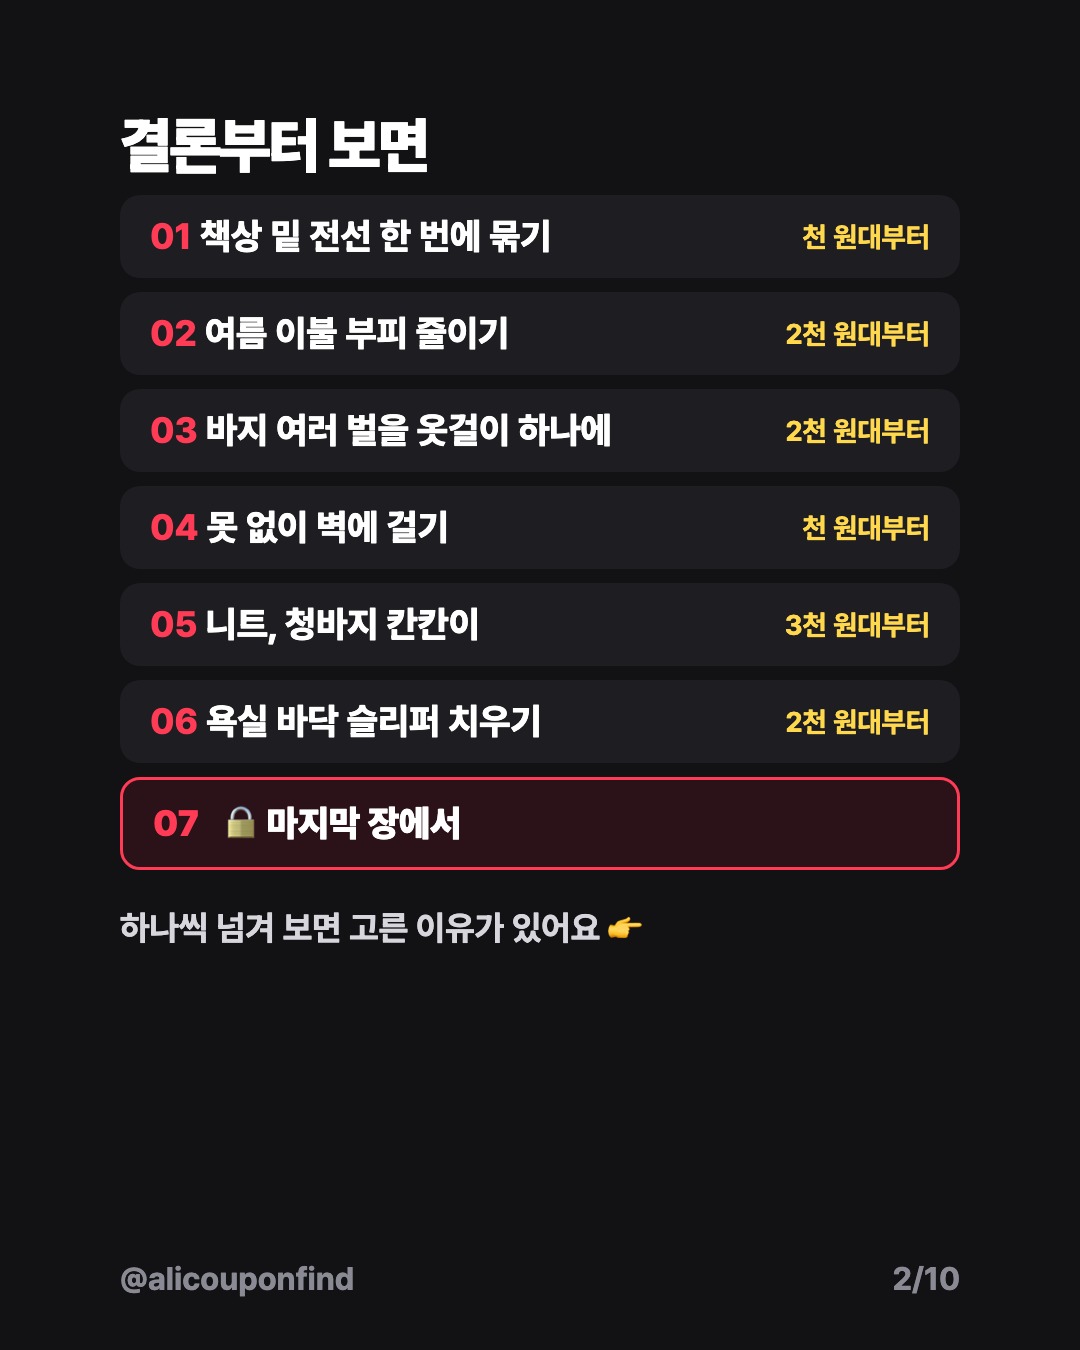 결론부터 보면
01 책상 밑 전선 한 번에 묶기 천 원대부터
02 여름 이불 부피 줄이기 2천 원대부터
03 바지 여러 벌을 옷걸이 하나에 2천 원대부터
04 못 없이 벽에 걸기 천 원대부터
05 니트, 청바지 칸칸이 3천 원대부터
06 욕실 바닥 슬리퍼 치우기 2천 원대부터
07 🔒 마지막 장에서
하나씩 넘겨 보면 고른 이유가 있어요 👉
@alicouponfind 2/10